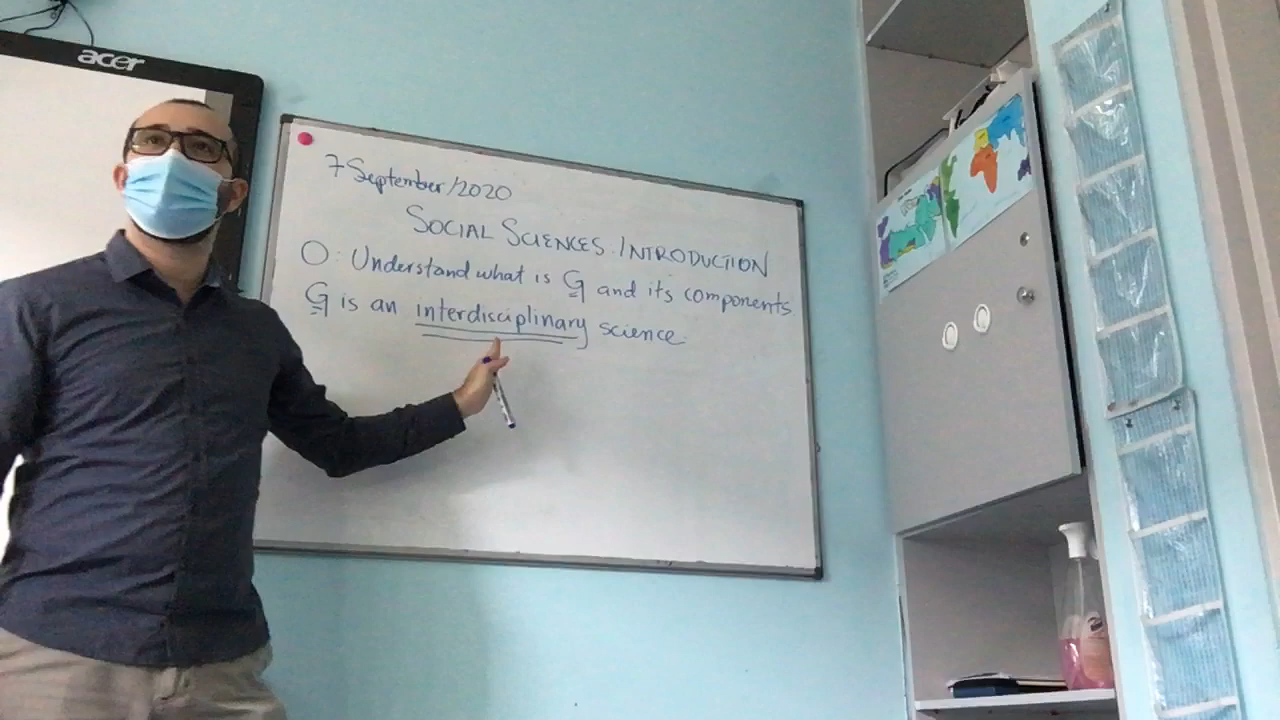 acer
7 September/2020
SOCIAL SCIENCES. INTRODUCTION
O: Understand what is G and its components
G is an interdisciplinary science